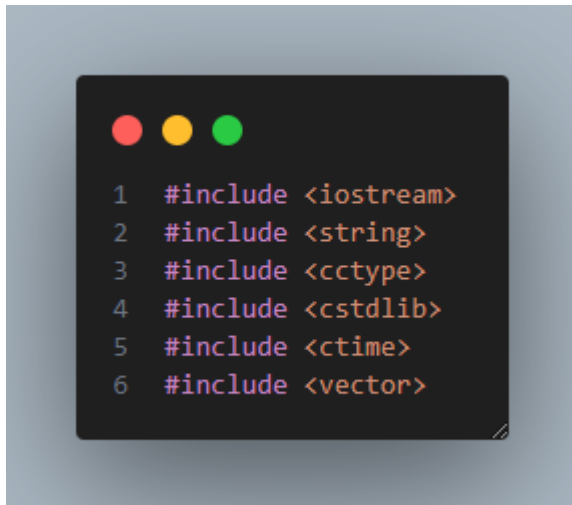 1 #include <iostream>
2 #include <string>
3 #include <cctype>
4 #include <cstdlib>
5 #include <ctime>
6 #include <vector>